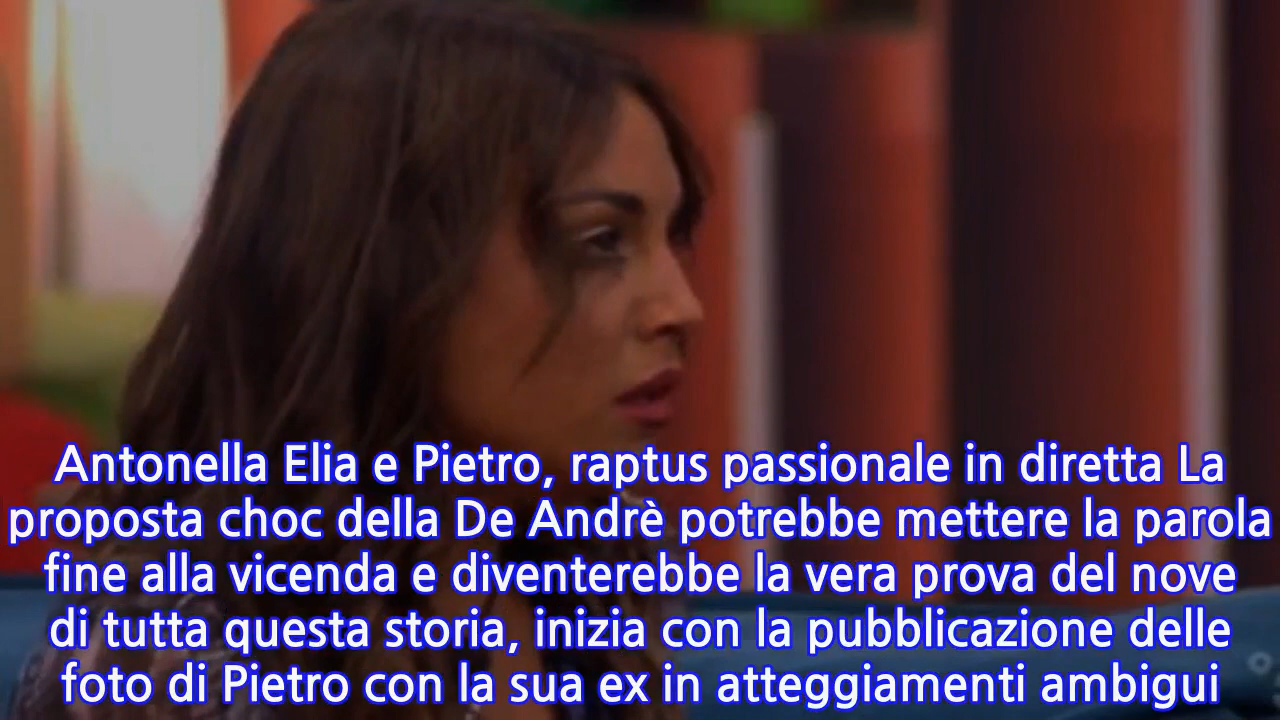 Antonella Elia e Pietro, raptus passionale in diretta La
proposta choc della De Andrè potrebbe mettere la parola
fine alla vicenda e diventerebbe la vera prova del nove
di tutta questa storia, inizia con la pubblicazione delle
foto di Pietro con la sua ex in atteggiamenti ambigui